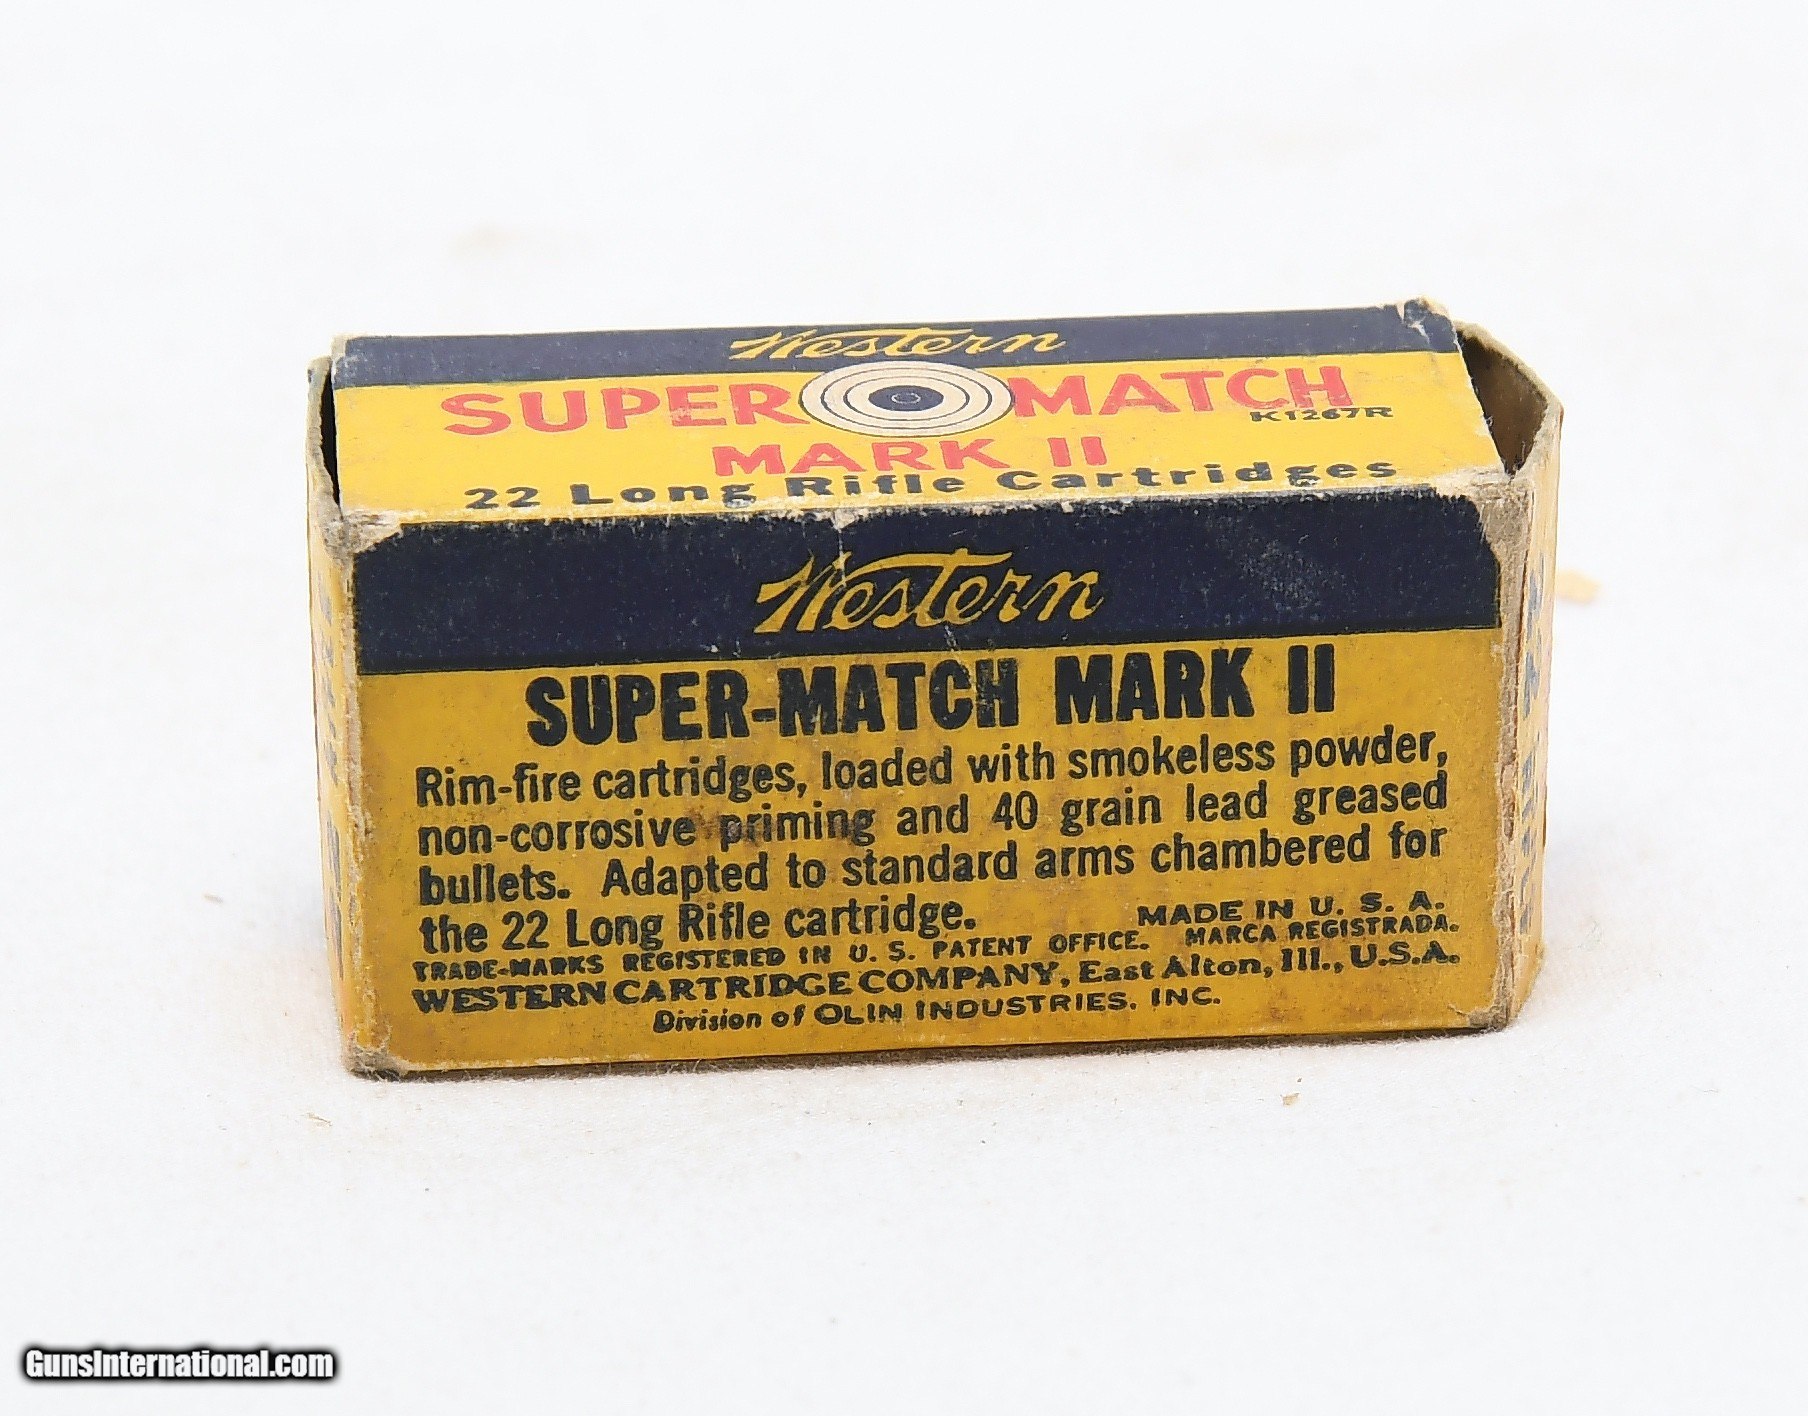 Western
SUPER MATCH
K1267R
MARK II
22 Long Rifle Cartridges
Western
SUPER-MATCH MARK II
Rim-fire cartridges, loaded with smokeless powder,
non-corrosive priming and 40 grain lead greased
bullets. Adapted to standard arms chambered for
the 22 Long Rifle cartridge.
MADE IN U. S. A.
TRADE-MARKS REGISTERED IN U. S. PATENT OFFICE. MARCA REGISTRADA.
WESTERN CARTRIDGE COMPANY, East Alton, Ill., U.S.A.
Division of OLIN INDUSTRIES, INC.
GunsInternational.com